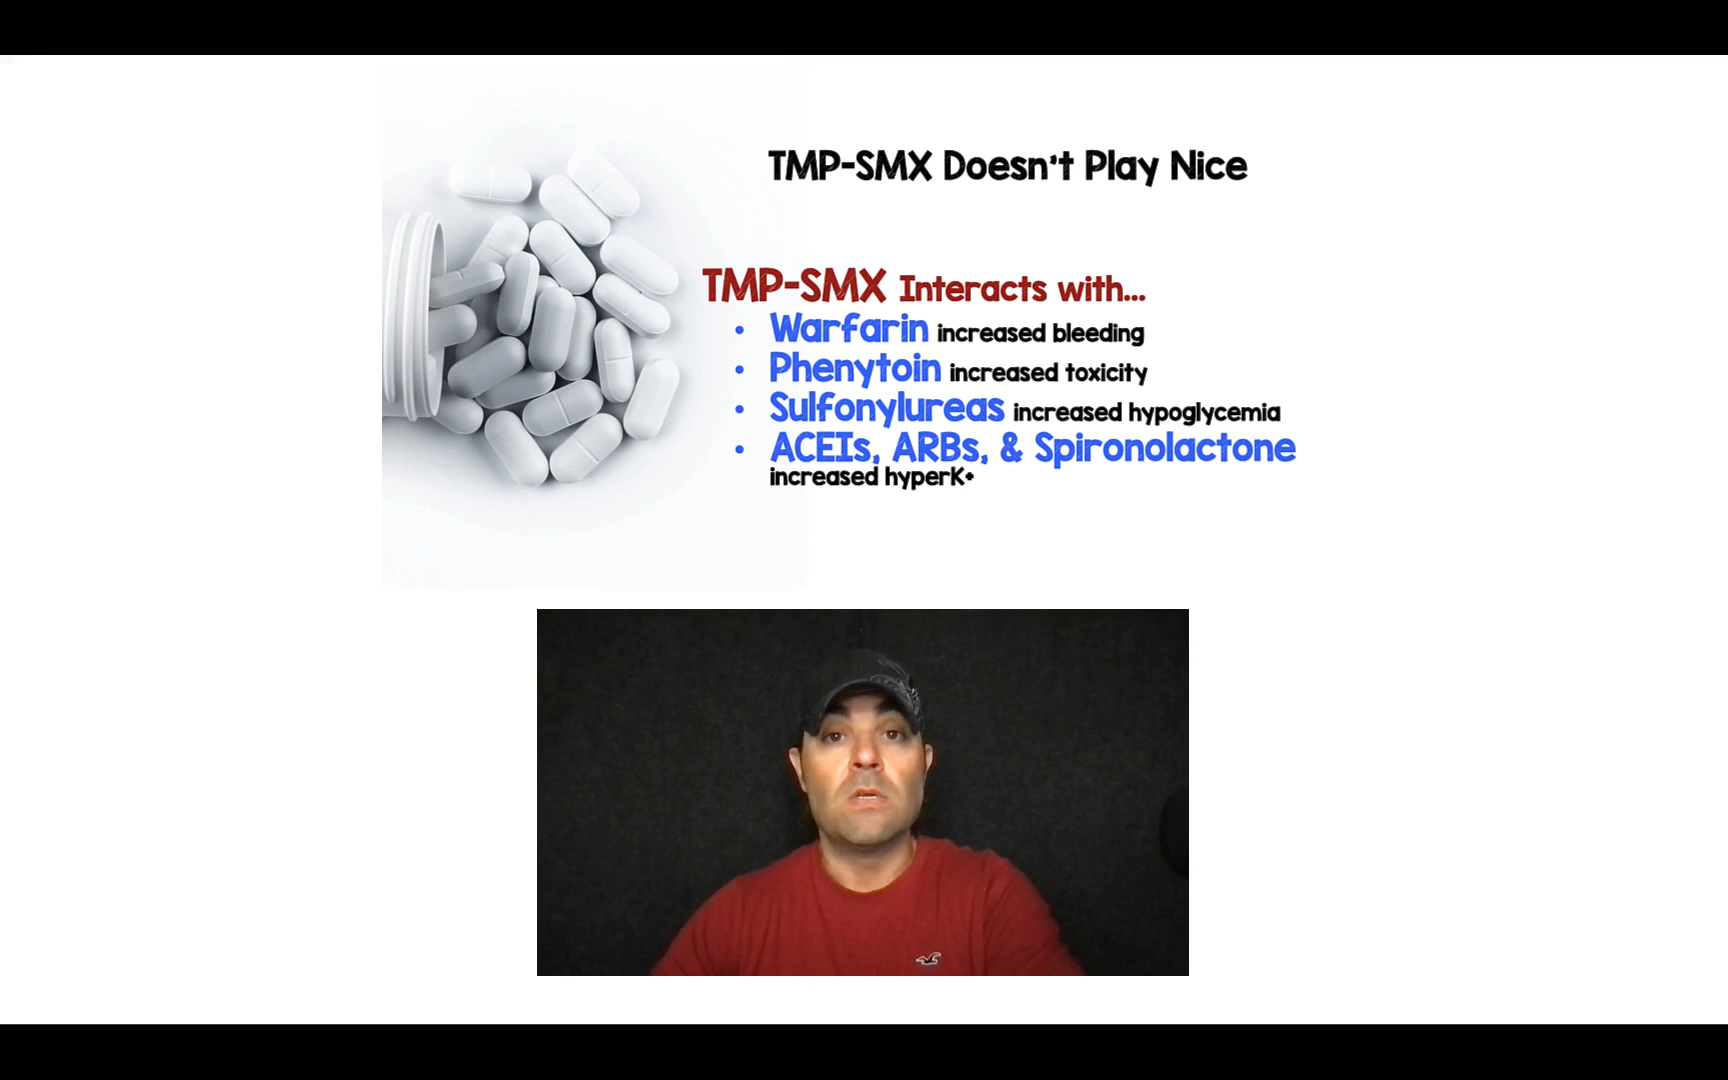 TMP-SMX Doesn't Play Nice
TMP-SMX Interacts with...
• Warfarin increased bleeding
• Phenytoin increased toxicity
• Sulfonylureas increased hypoglycemia
• ACEIs, ARBs, & Spironolactone
increased hyperK+